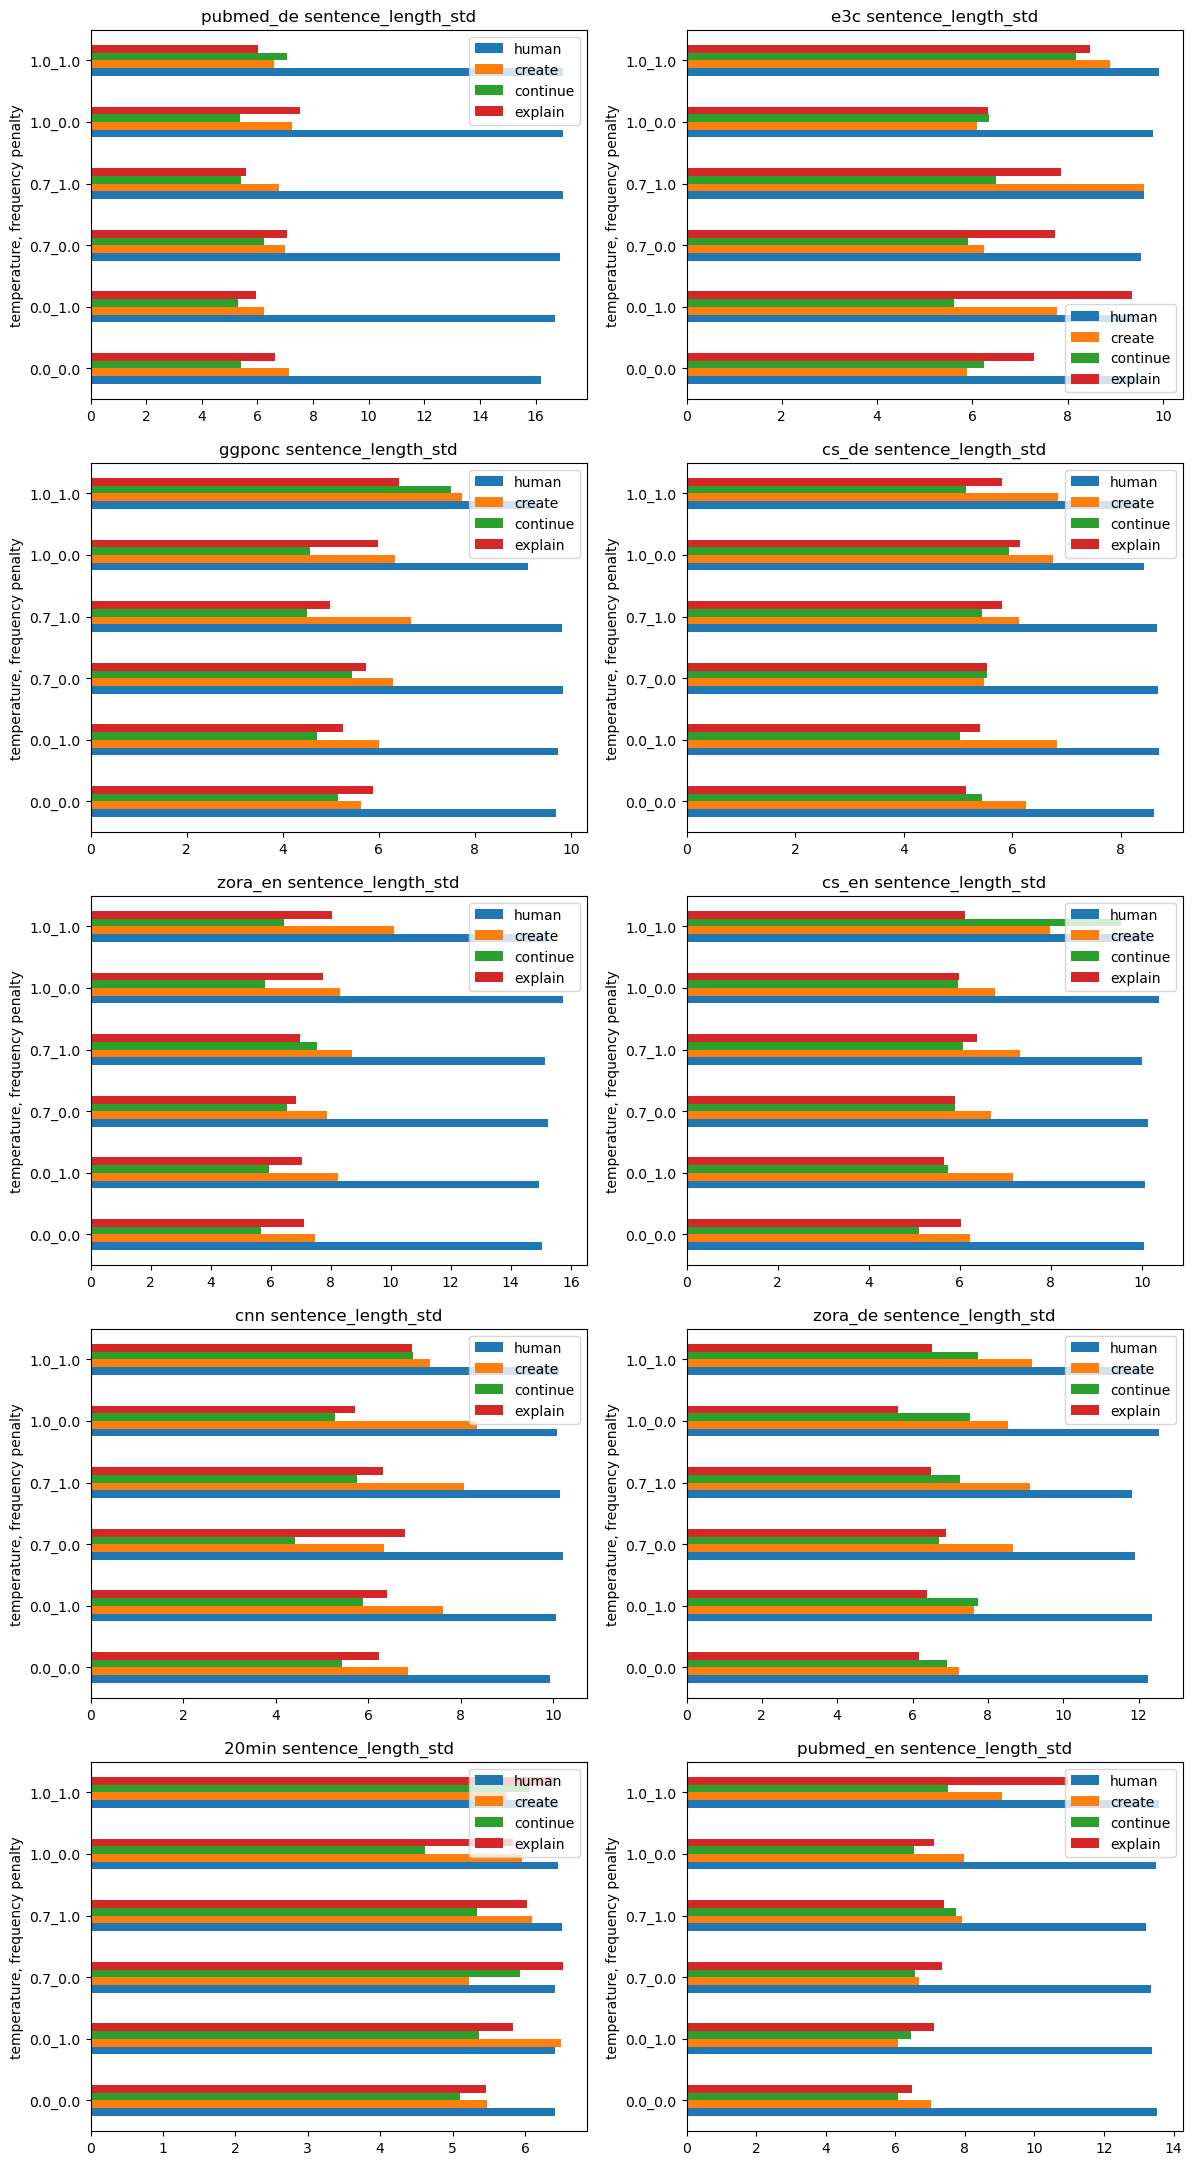 pubmed_de sentence_length_std
temperature, frequency penalty
1.0_1.0
1.0_0.0
0.7_1.0
0.7_0.0
0.0_1.0
0.0_0.0
0 2 4 6 8 10 12 14 16
human
create
continue
explain
e3c sentence_length_std
temperature, frequency penalty
1.0_1.0
1.0_0.0
0.7_1.0
0.7_0.0
0.0_1.0
0.0_0.0
0 2 4 6 8 10
human
create
continue
explain
ggponc sentence_length_std
temperature, frequency penalty
1.0_1.0
1.0_0.0
0.7_1.0
0.7_0.0
0.0_1.0
0.0_0.0
0 2 4 6 8 10
human
create
continue
explain
cs_de sentence_length_std
temperature, frequency penalty
1.0_1.0
1.0_0.0
0.7_1.0
0.7_0.0
0.0_1.0
0.0_0.0
0 2 4 6 8
human
create
continue
explain
zora_en sentence_length_std
temperature, frequency penalty
1.0_1.0
1.0_0.0
0.7_1.0
0.7_0.0
0.0_1.0
0.0_0.0
0 2 4 6 8 10 12 14 16
human
create
continue
explain
cs_en sentence_length_std
temperature, frequency penalty
1.0_1.0
1.0_0.0
0.7_1.0
0.7_0.0
0.0_1.0
0.0_0.0
0 2 4 6 8 10
human
create
continue
explain
cnn sentence_length_std
temperature, frequency penalty
1.0_1.0
1.0_0.0
0.7_1.0
0.7_0.0
0.0_1.0
0.0_0.0
0 2 4 6 8 10
human
create
continue
explain
zora_de sentence_length_std
temperature, frequency penalty
1.0_1.0
1.0_0.0
0.7_1.0
0.7_0.0
0.0_1.0
0.0_0.0
0 2 4 6 8 10 12
human
create
continue
explain
20min sentence_length_std
temperature, frequency penalty
1.0_1.0
1.0_0.0
0.7_1.0
0.7_0.0
0.0_1.0
0.0_0.0
0 1 2 3 4 5 6
human
create
continue
explain
pubmed_en sentence_length_std
temperature, frequency penalty
1.0_1.0
1.0_0.0
0.7_1.0
0.7_0.0
0.0_1.0
0.0_0.0
0 2 4 6 8 10 12 14
human
create
continue
explain